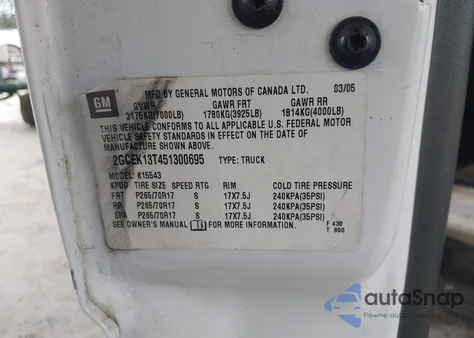 MFD BY GENERAL MOTORS OF CANADA LTD. 03/05
GM
GVWR GAWR FRT GAWR RR
3175KG(7000LB) 1780KG(3925LB) 1814KG(4000LB)
THIS VEHICLE CONFORMS TO ALL APPLICABLE U.S. FEDERAL MOTOR
VEHICLE SAFETY STANDARDS IN EFFECT ON THE DATE OF
MANUFACTURE SHOWN ABOVE.
2GCEK13T451300695 TYPE: TRUCK
MODEL: K15543
KPDD TIRE SIZE SPEED RTG RIM COLD TIRE PRESSURE
FRT P265/70R17 S 17X7.5J 240KPA(35PSI)
RR P265/70R17 S 17X7.5J 240KPA(35PSI)
SPA P265/70R17 S 17X7.5J 240KPA(35PSI)
SEE OWNER'S MANUAL FOR MORE INFORMATION. F 430
T 860
autoSnap
Pewne auto